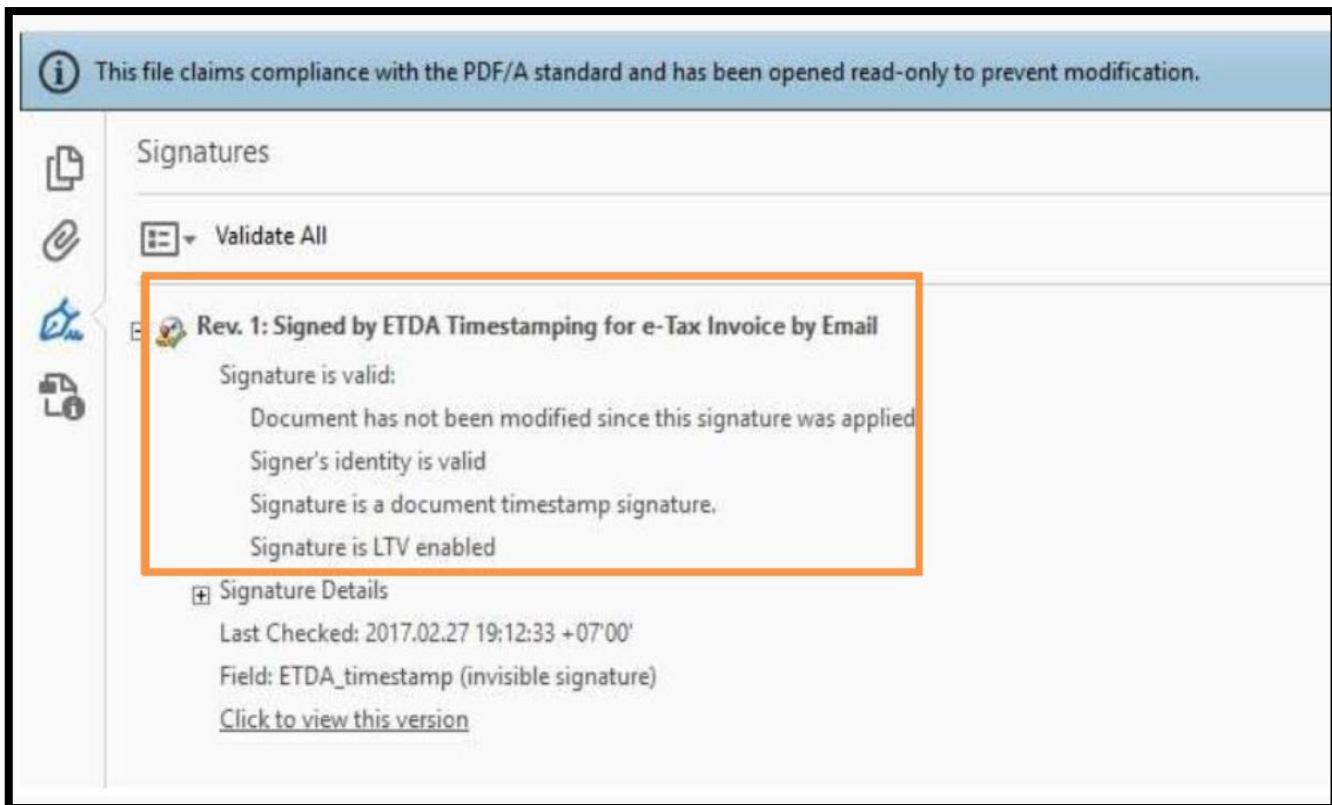 This file claims compliance with the PDF/A standard and has been opened read-only to prevent modification.
Signatures
Validate All
Rev. 1: Signed by ETDA Timestamping for e-Tax Invoice by Email
Signature is valid:
Document has not been modified since this signature was applied
Signer's identity is valid
Signature is a document timestamp signature.
Signature is LTV enabled
Signature Details
Last Checked: 2017.02.27 19:12:33 +07'00'
Field: ETDA_timestamp (invisible signature)
Click to view this version